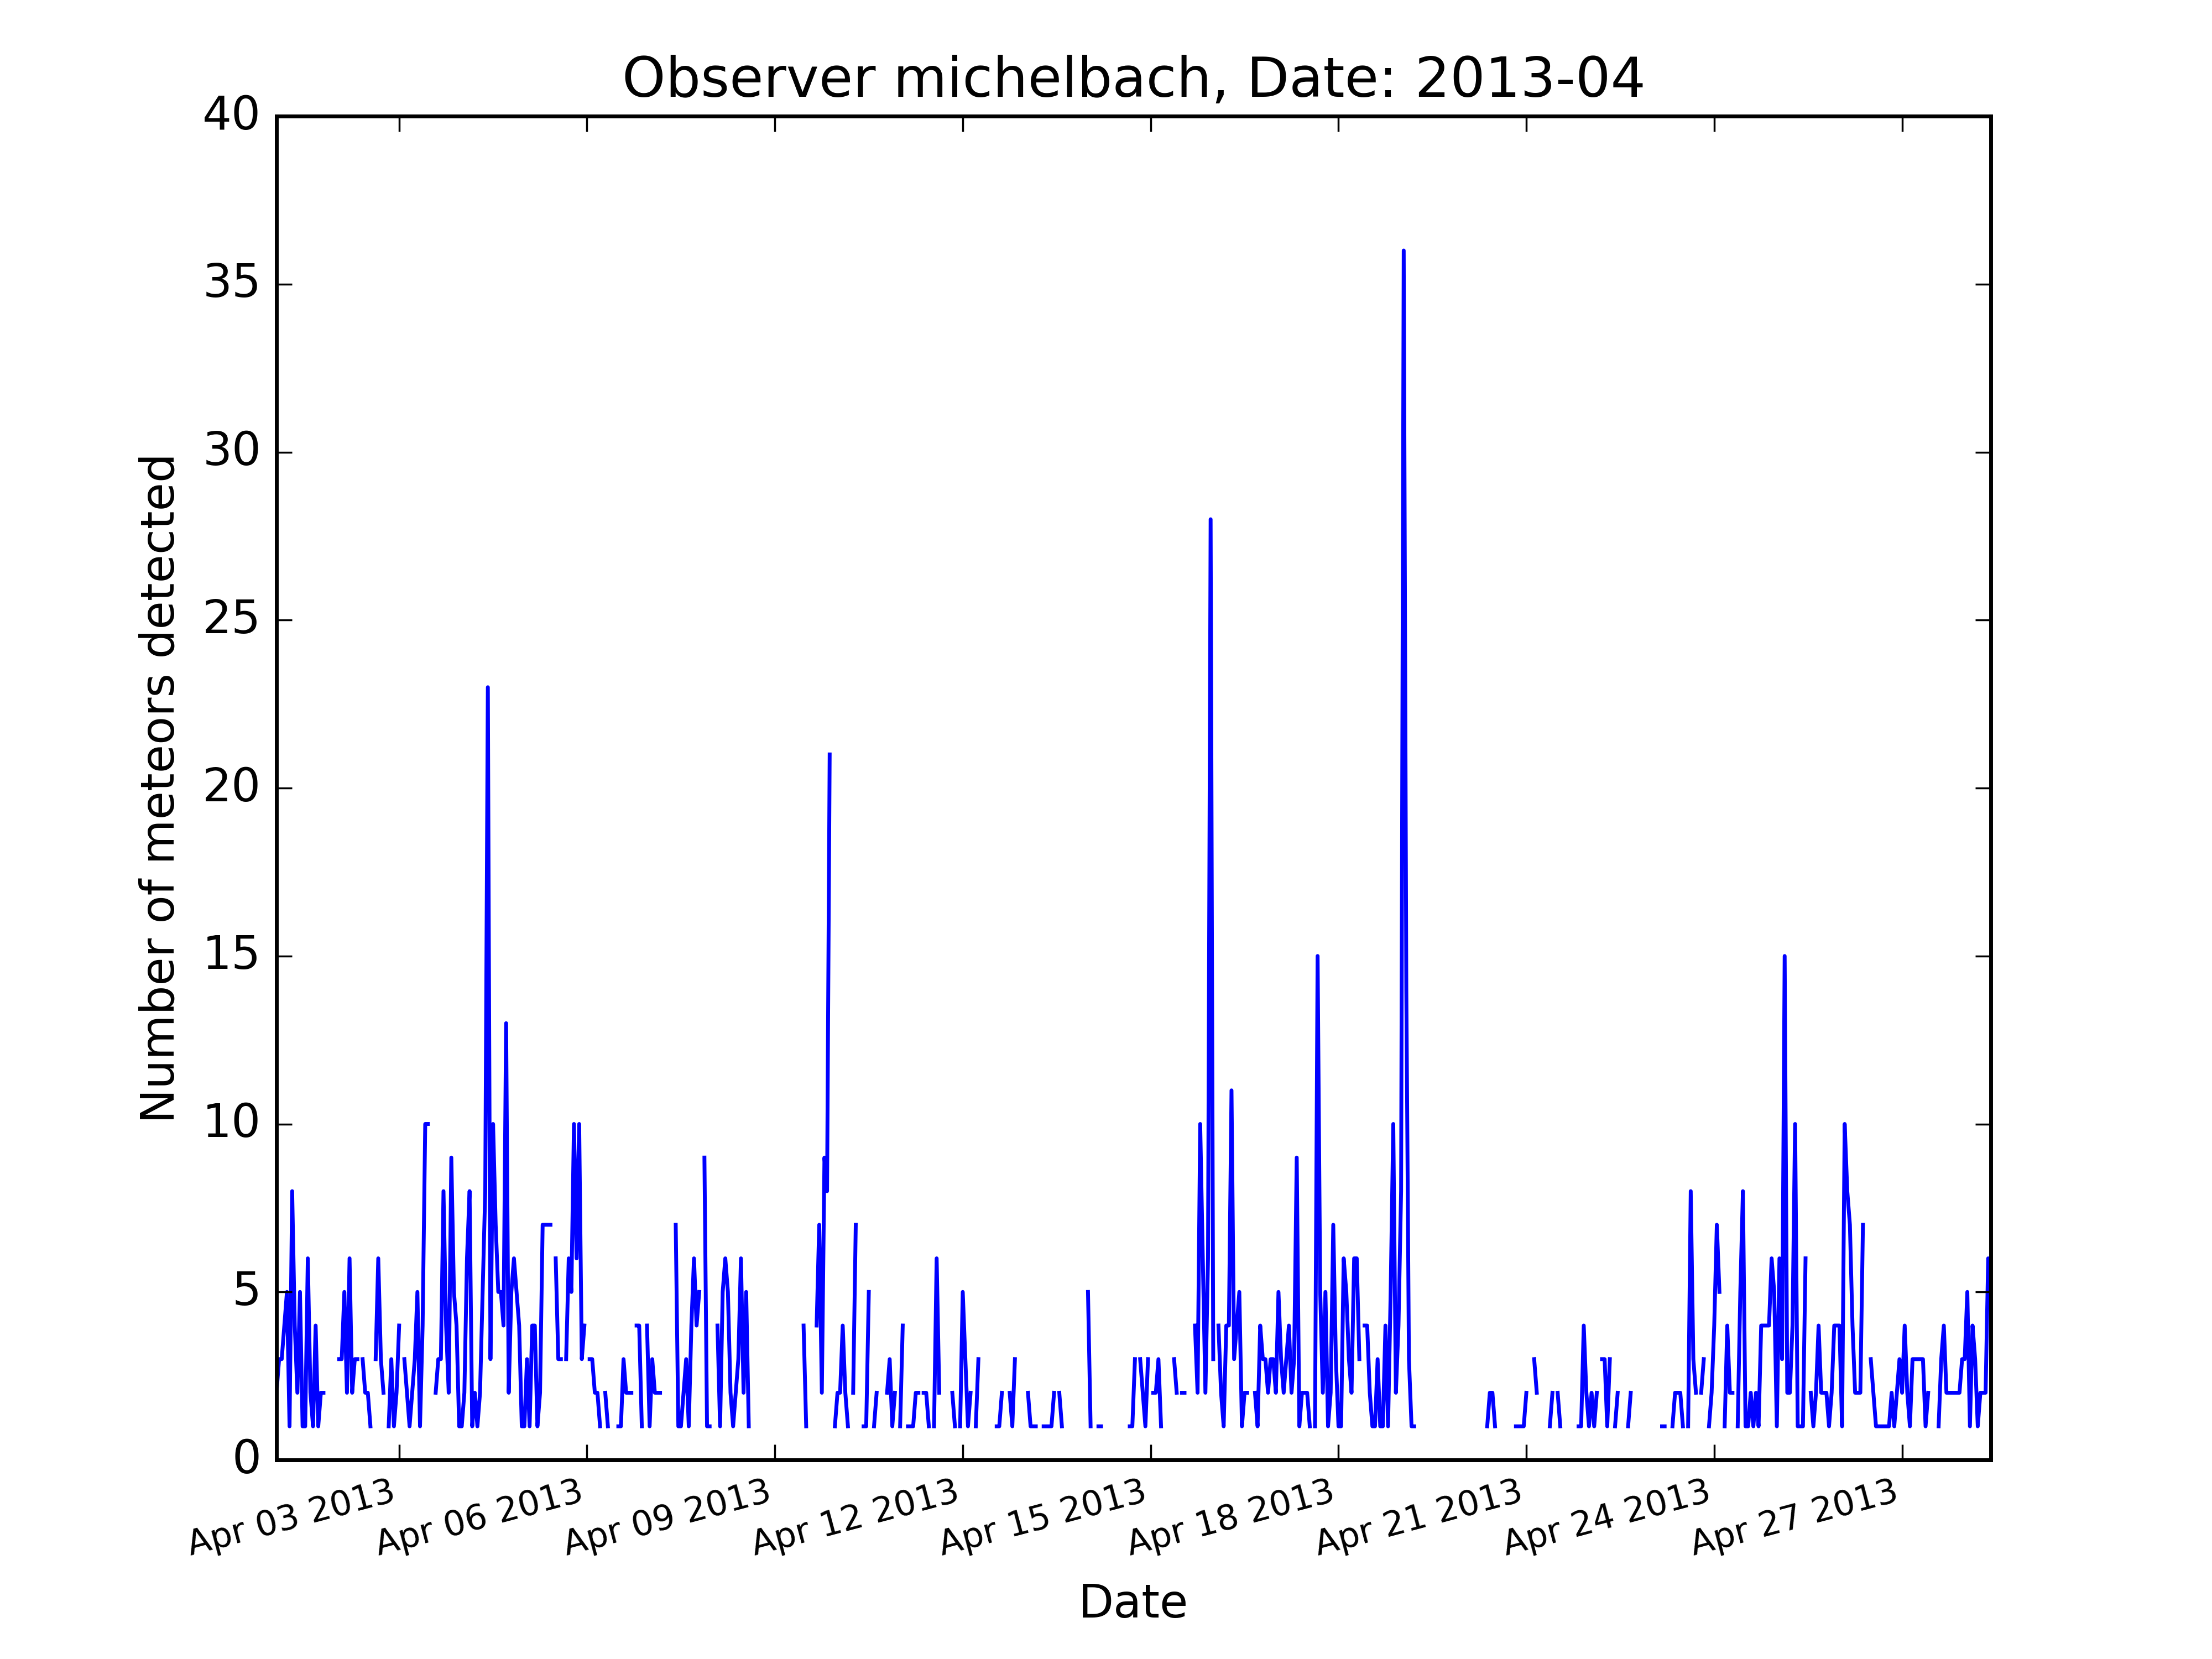 Observer michelbach, Date: 2013-04
Number of meteors detected
40
35
30
25
20
15
10
5
0
Apr 03 2013
Apr 06 2013
Apr 09 2013
Apr 12 2013
Apr 15 2013
Apr 18 2013
Apr 21 2013
Apr 24 2013
Apr 27 2013
Date